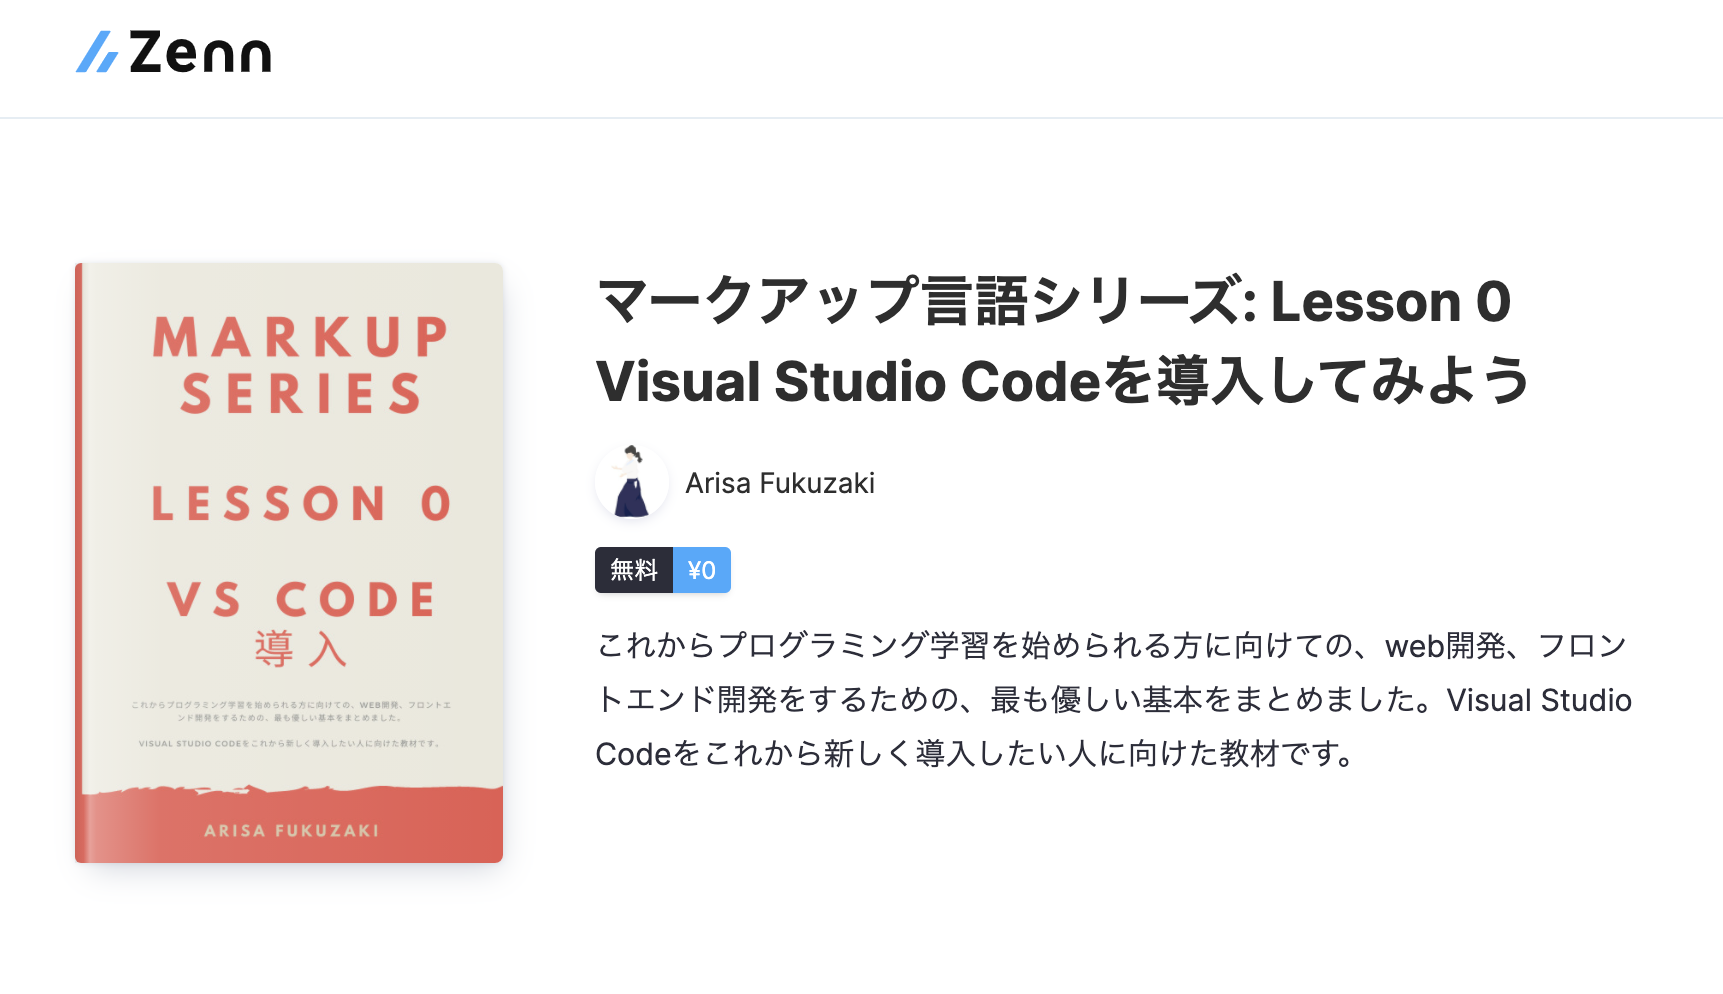 Zenn
MARKUP
SERIES
LESSON 0
VS CODE
導入
これからプログラミング学習を始められる方に向けての、WEB開発、フロントエ
ンド開発をするための、最も優しい基本をまとめました。
VISUAL STUDIO CODEをこれから新しく導入したい人に向けた教材です。
ARISA FUKUZAKI
マークアップ言語シリーズ: Lesson 0
Visual Studio Codeを導入してみよう
Arisa Fukuzaki
無料 ¥0
これからプログラミング学習を始められる方に向けての、web開発、フロン
トエンド開発をするための、最も優しい基本をまとめました。Visual Studio
Codeをこれから新しく導入したい人に向けた教材です。